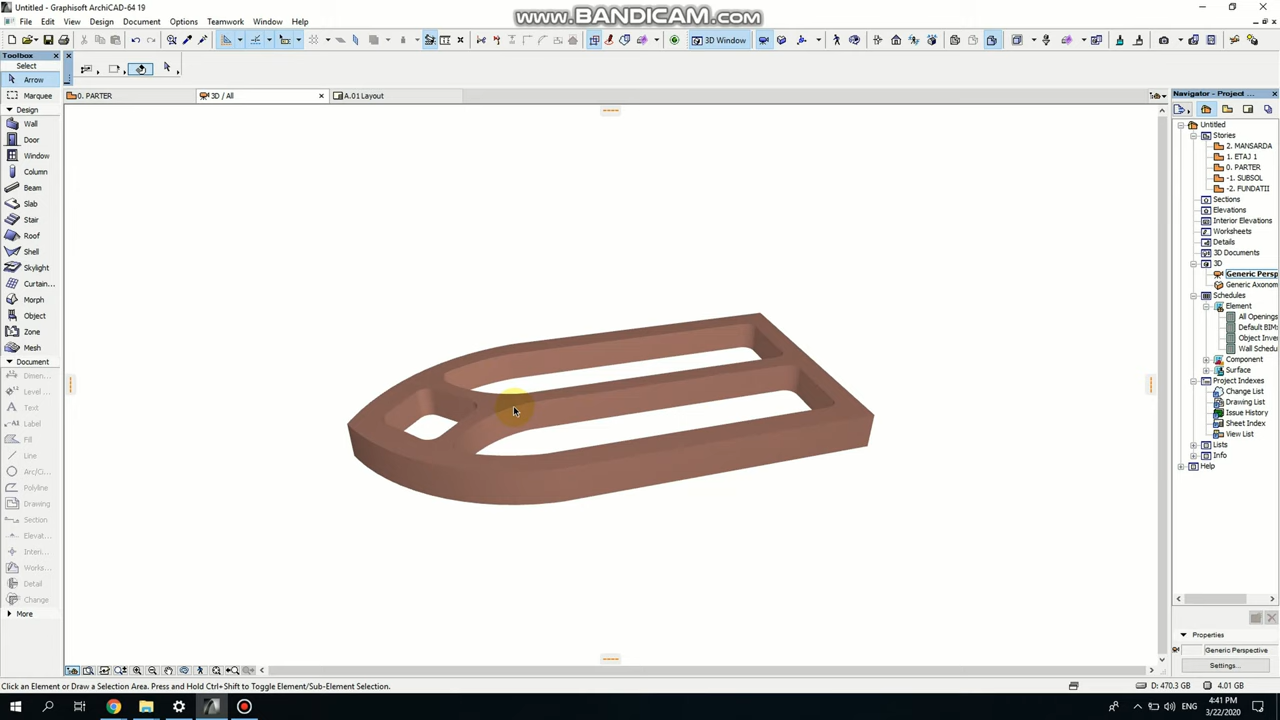 Untitled - Graphisoft ArchiCAD-64 19
www.BANDICAM.com
File Edit View Design Document Options Teamwork Window Help
3D Window
Toolbox
Select
Arrow
Marquee
Design
Wall
Door
Window
Column
Beam
Slab
Stair
Roof
Shell
Skylight
Curtain...
Morph
Object
Zone
Mesh
Document
Dimen...
Level ...
Text
Label
Fill
Line
Arc/Ci...
Polyline
Drawing
Section
Elevat...
Interi...
Works...
Detail
Change
More
0. PARTER
3D / All
A.01 Layout
Navigator - Project ...
Untitled
Stories
2. MANSARDA
1. ETAJ 1
0. PARTER
-1. SUBSOL
-2. FUNDATII
Sections
Elevations
Interior Elevations
Worksheets
Details
3D Documents
3D
Generic Persp
Generic Axonom
Schedules
Element
All Openings
Default BIM
Object Inver
Wall Schedu
Component
Surface
Project Indexes
Change List
Drawing List
Issue History
Sheet Index
View List
Lists
Info
Help
Properties
Generic Perspective
Settings...
Click an Element or Draw a Selection Area. Press and Hold Ctrl+Shift to Toggle Element/Sub-Element Selection.
D: 470.3 GB
4.01 GB
4:41 PM
3/22/2020